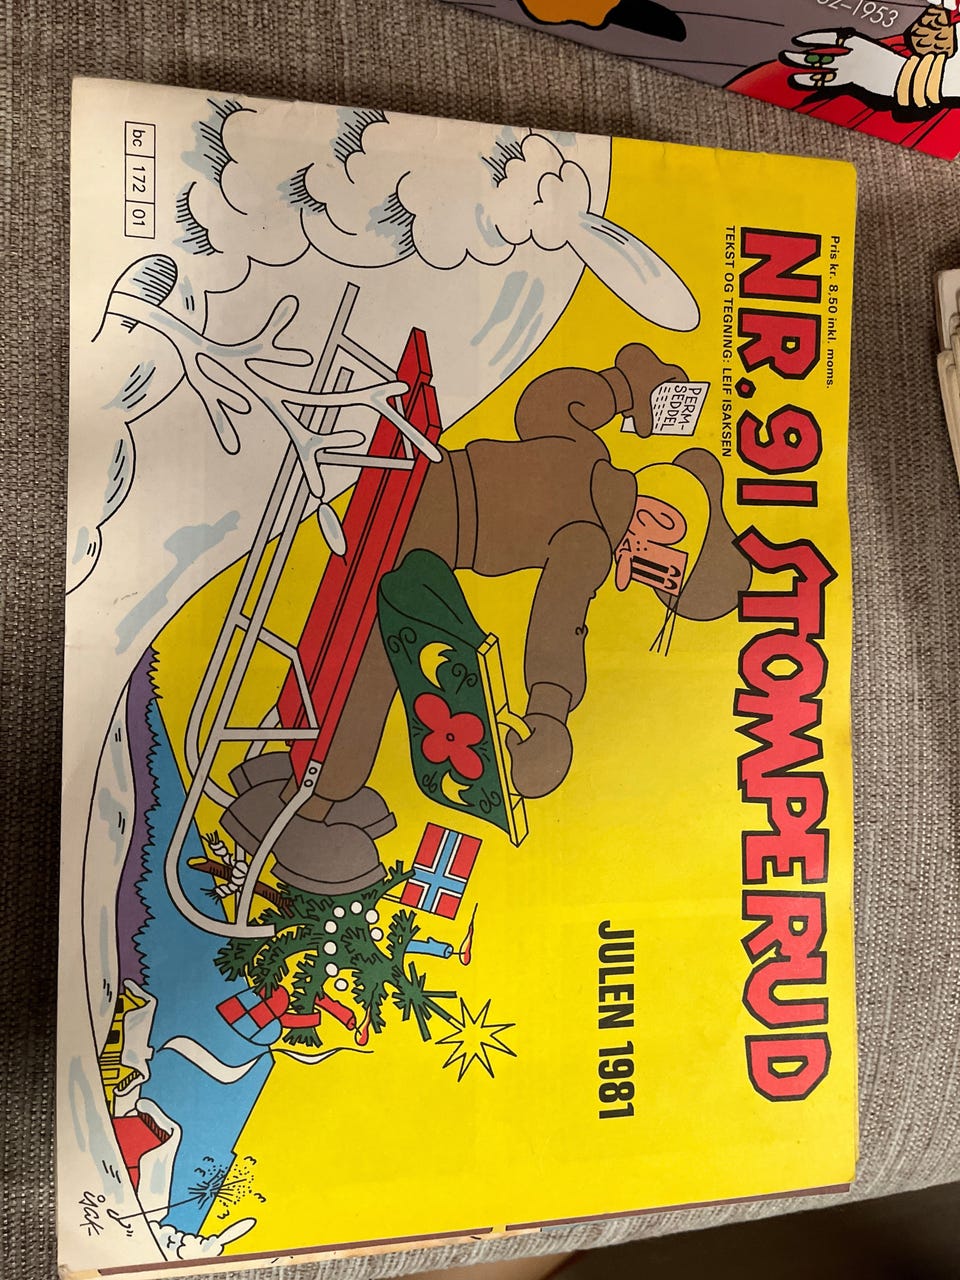 Pris kr. 8,50 inkl. moms.
NR. 91 STOMPERUD
TEKST OG TEGNING: LEIF ISAKSEN
PERM-
SEDDEL
JULEN 1981
bc 172 01
isak-